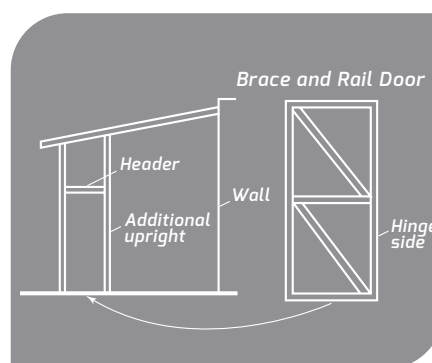 Brace and Rail Door
Header
Wall
Additional
upright
Hinge
side